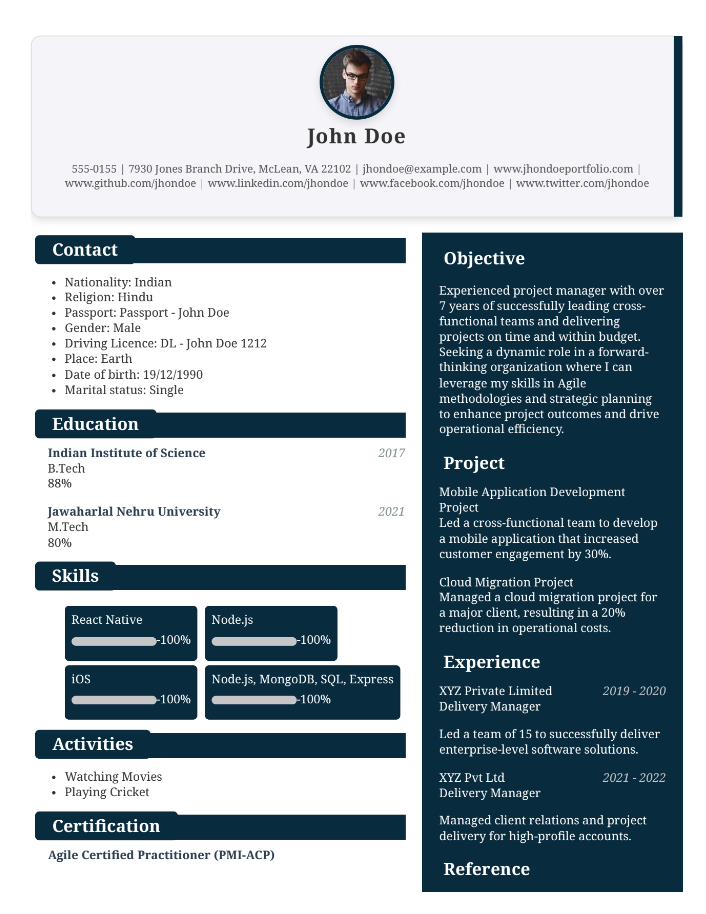 John Doe
555-0155 | 7930 Jones Branch Drive, McLean, VA 22102 | jhondoe@example.com | www.jhondoeportfolio.com |
www.github.com/jhondoe | www.linkedin.com/jhondoe | www.facebook.com/jhondoe | www.twitter.com/jhondoe
Contact
• Nationality: Indian
• Religion: Hindu
• Passport: Passport - John Doe
• Gender: Male
• Driving Licence: DL - John Doe 1212
• Place: Earth
• Date of birth: 19/12/1990
• Marital status: Single
Education
Indian Institute of Science 2017
B.Tech
88%
Jawaharlal Nehru University 2021
M.Tech
80%
Skills
React Native
-100%
Node.js
-100%
iOS
-100%
Node.js, MongoDB, SQL, Express
-100%
Activities
• Watching Movies
• Playing Cricket
Certification
Agile Certified Practitioner (PMI-ACP)
Objective
Experienced project manager with over
7 years of successfully leading cross-
functional teams and delivering
projects on time and within budget.
Seeking a dynamic role in a forward-
thinking organization where I can
leverage my skills in Agile
methodologies and strategic planning
to enhance project outcomes and drive
operational efficiency.
Project
Mobile Application Development
Project
Led a cross-functional team to develop
a mobile application that increased
customer engagement by 30%.
Cloud Migration Project
Managed a cloud migration project for
a major client, resulting in a 20%
reduction in operational costs.
Experience
XYZ Private Limited 2019 - 2020
Delivery Manager
Led a team of 15 to successfully deliver
enterprise-level software solutions.
XYZ Pvt Ltd 2021 - 2022
Delivery Manager
Managed client relations and project
delivery for high-profile accounts.
Reference